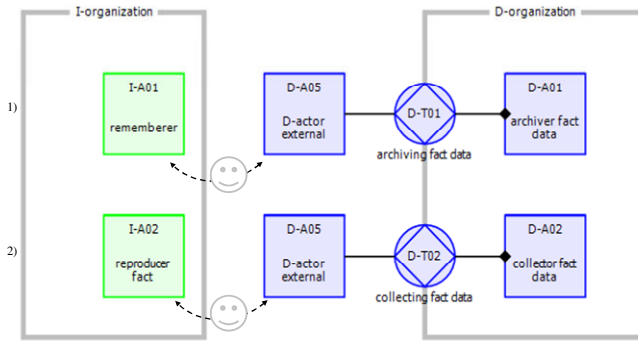 I-organization
D-organization
1)
I-A01
rememberer
D-A05
D-actor
external
D-T01
archiving fact data
D-A01
archiver fact
data
2)
I-A02
reproducer
fact
D-A05
D-actor
external
D-T02
collecting fact data
D-A02
collector fact
data